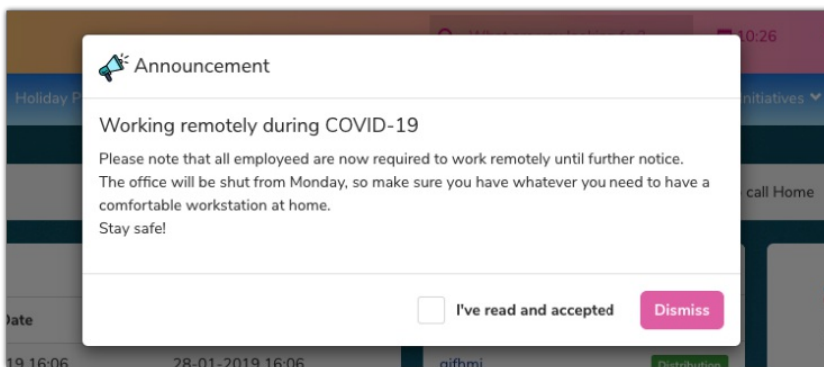 10:26
Announcement
Holiday P
nitiatives
Working remotely during COVID-19
Please note that all employeed are now required to work remotely until further notice.
The office will be shut from Monday, so make sure you have whatever you need to have a
call Home
comfortable workstation at home.
Stay safe!
I've read and accepted
Dismiss
Date
19 16:06
28-01-2019 16:06
gifhmj
Distribution